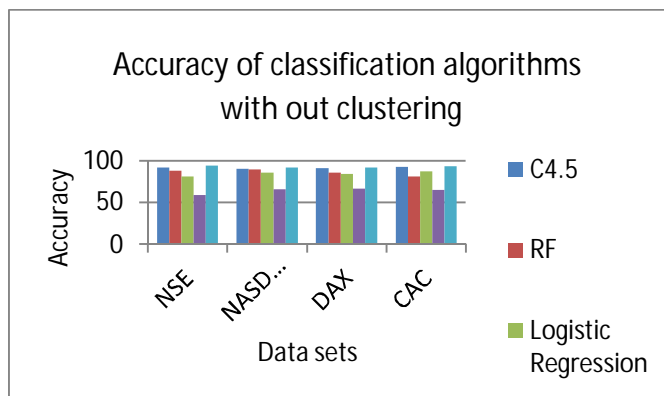 Accuracy of classification algorithms
with out clustering
Accuracy
100
50
0
NSE
NASD...
DAX
CAC
Data sets
C4.5
RF
Logistic
Regression